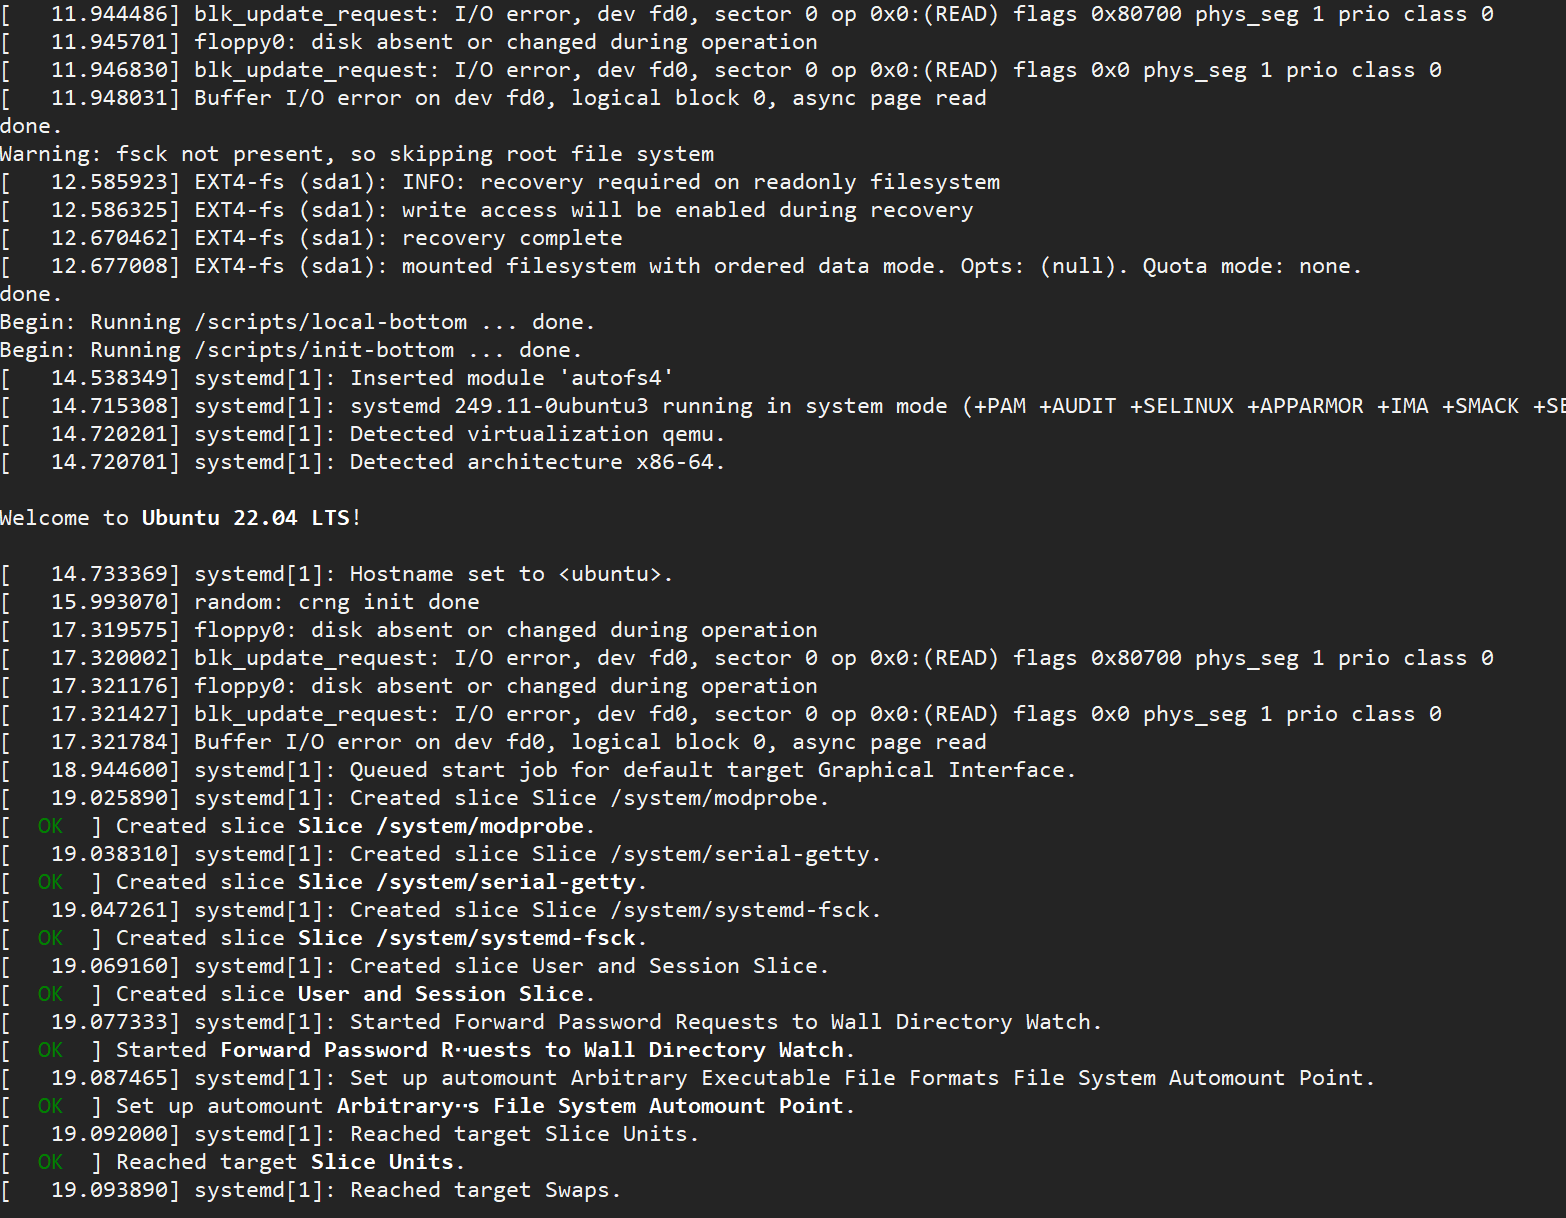 [   11.944486] blk_update_request: I/O error, dev fd0, sector 0 op 0x0:(READ) flags 0x80700 phys_seg 1 prio class 0
[   11.945701] floppy0: disk absent or changed during operation
[   11.946830] blk_update_request: I/O error, dev fd0, sector 0 op 0x0:(READ) flags 0x0 phys_seg 1 prio class 0
[   11.948031] Buffer I/O error on dev fd0, logical block 0, async page read
done.
Warning: fsck not present, so skipping root file system
[   12.585923] EXT4-fs (sda1): INFO: recovery required on readonly filesystem
[   12.586325] EXT4-fs (sda1): write access will be enabled during recovery
[   12.670462] EXT4-fs (sda1): recovery complete
[   12.677008] EXT4-fs (sda1): mounted filesystem with ordered data mode. Opts: (null). Quota mode: none.
done.
Begin: Running /scripts/local-bottom ... done.
Begin: Running /scripts/init-bottom ... done.
[   14.538349] systemd[1]: Inserted module 'autofs4'
[   14.715308] systemd[1]: systemd 249.11-0ubuntu3 running in system mode (+PAM +AUDIT +SELINUX +APPARMOR +IMA +SMACK +SE
[   14.720201] systemd[1]: Detected virtualization qemu.
[   14.720701] systemd[1]: Detected architecture x86-64.
Welcome to Ubuntu 22.04 LTS!
[   14.733369] systemd[1]: Hostname set to <ubuntu>.
[   15.993070] random: crng init done
[   17.319575] floppy0: disk absent or changed during operation
[   17.320002] blk_update_request: I/O error, dev fd0, sector 0 op 0x0:(READ) flags 0x80700 phys_seg 1 prio class 0
[   17.321176] floppy0: disk absent or changed during operation
[   17.321427] blk_update_request: I/O error, dev fd0, sector 0 op 0x0:(READ) flags 0x0 phys_seg 1 prio class 0
[   17.321784] Buffer I/O error on dev fd0, logical block 0, async page read
[   18.944600] systemd[1]: Queued start job for default target Graphical Interface.
[   19.025890] systemd[1]: Created slice Slice /system/modprobe.
[  OK  ] Created slice Slice /system/modprobe.
[   19.038310] systemd[1]: Created slice Slice /system/serial-getty.
[  OK  ] Created slice Slice /system/serial-getty.
[   19.047261] systemd[1]: Created slice Slice /system/systemd-fsck.
[  OK  ] Created slice Slice /system/systemd-fsck.
[   19.069160] systemd[1]: Created slice User and Session Slice.
[  OK  ] Created slice User and Session Slice.
[   19.077333] systemd[1]: Started Forward Password Requests to Wall Directory Watch.
[  OK  ] Started Forward Password R··uests to Wall Directory Watch.
[   19.087465] systemd[1]: Set up automount Arbitrary Executable File Formats File System Automount Point.
[  OK  ] Set up automount Arbitrary··s File System Automount Point.
[   19.092000] systemd[1]: Reached target Slice Units.
[  OK  ] Reached target Slice Units.
[   19.093890] systemd[1]: Reached target Swaps.